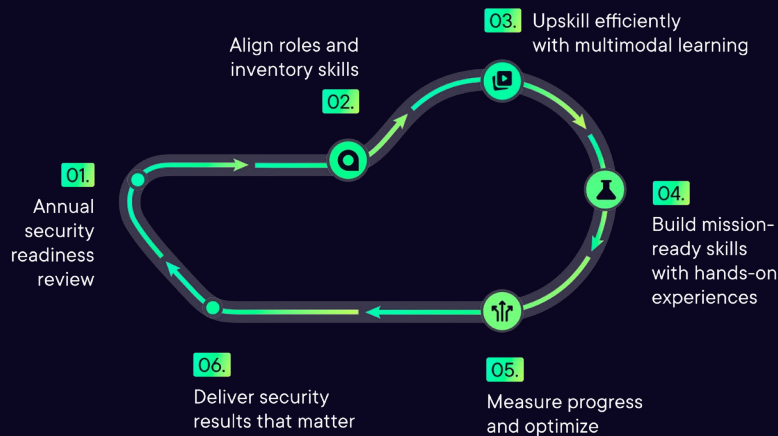 01.
Annual
security
readiness
review
02.
Align roles and
inventory skills
03.
Upskill efficiently
with multimodal learning
04.
Build mission-
ready skills
with hands-on
experiences
05.
Measure progress
and optimize
06.
Deliver security
results that matter